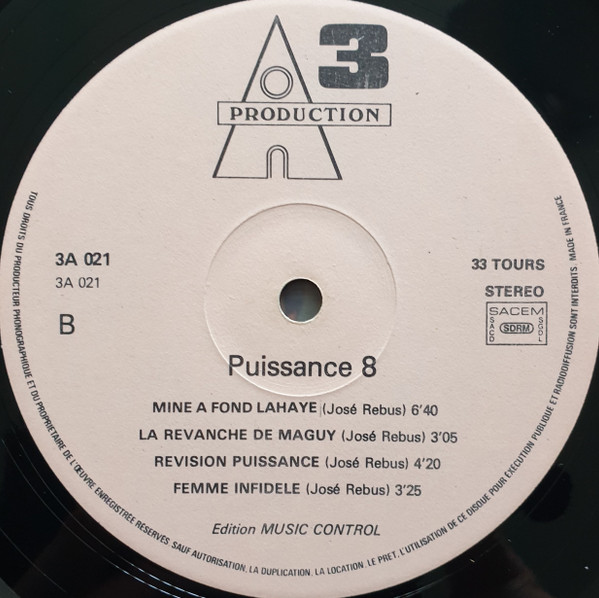 3
PRODUCTION
3A 021
3A 021
B
33 TOURS
STEREO
SACEM
SACD
SDRM
SGDL
Puissance 8
MINE A FOND LAHAYE (José Rebus) 6'40
LA REVANCHE DE MAGUY (José Rebus) 3'05
REVISION PUISSANCE (José Rebus) 4'20
FEMME INFIDELE (José Rebus) 3'25
Edition MUSIC CONTROL
TOUS DROITS DU PRODUCTEUR PHONOGRAPHIQUE ET DU PROPRIETAIRE DE L'ŒUVRE ENREGISTREE RESERVES. SAUF AUTORISATION, LA DUPLICATION, LA LOCATION, LE PRET, L'UTILISATION DE CE DISQUE POUR EXECUTION PUBLIQUE ET RADIODIFFUSION SONT INTERDITS. MADE IN FRANCE